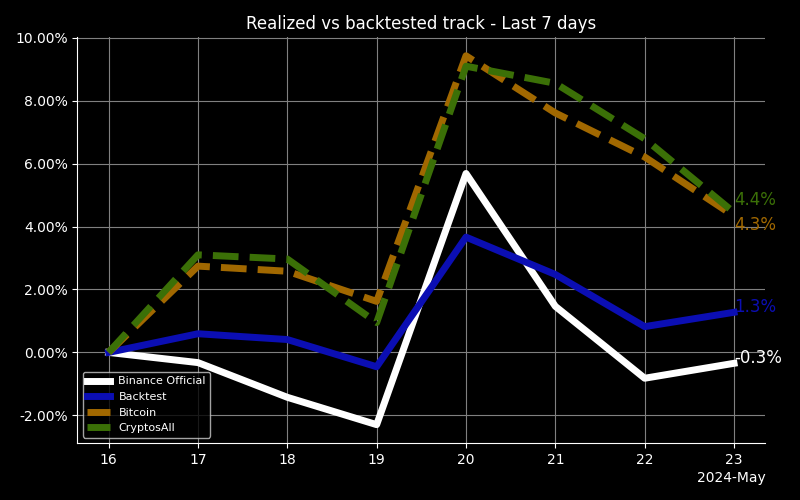 Realized vs backtested track - Last 7 days
10.00%
8.00%
6.00%
4.00%
2.00%
0.00%
-2.00%
4.4%
4.3%
1.3%
-0.3%
Binance Official
Backtest
Bitcoin
CryptosAll
16 17 18 19 20 21 22 23
2024-May